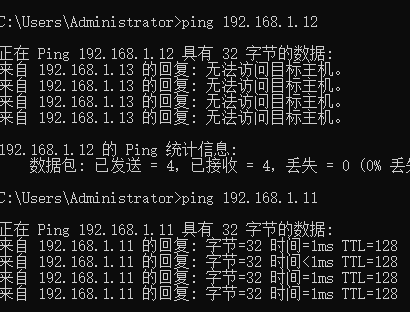 C:\Users\Administrator>ping 192.168.1.12
正在 Ping 192.168.1.12 具有 32 字节的数据:
来自 192.168.1.13 的回复: 无法访问目标主机。
来自 192.168.1.13 的回复: 无法访问目标主机。
来自 192.168.1.13 的回复: 无法访问目标主机。
来自 192.168.1.13 的回复: 无法访问目标主机。
192.168.1.12 的 Ping 统计信息:
数据包: 已发送 = 4, 已接收 = 4, 丢失 = 0 (0% 丢失
C:\Users\Administrator>ping 192.168.1.11
正在 Ping 192.168.1.11 具有 32 字节的数据:
来自 192.168.1.11 的回复: 字节=32 时间=1ms TTL=128
来自 192.168.1.11 的回复: 字节=32 时间<1ms TTL=128
来自 192.168.1.11 的回复: 字节=32 时间=1ms TTL=128
来自 192.168.1.11 的回复: 字节=32 时间=1ms TTL=128